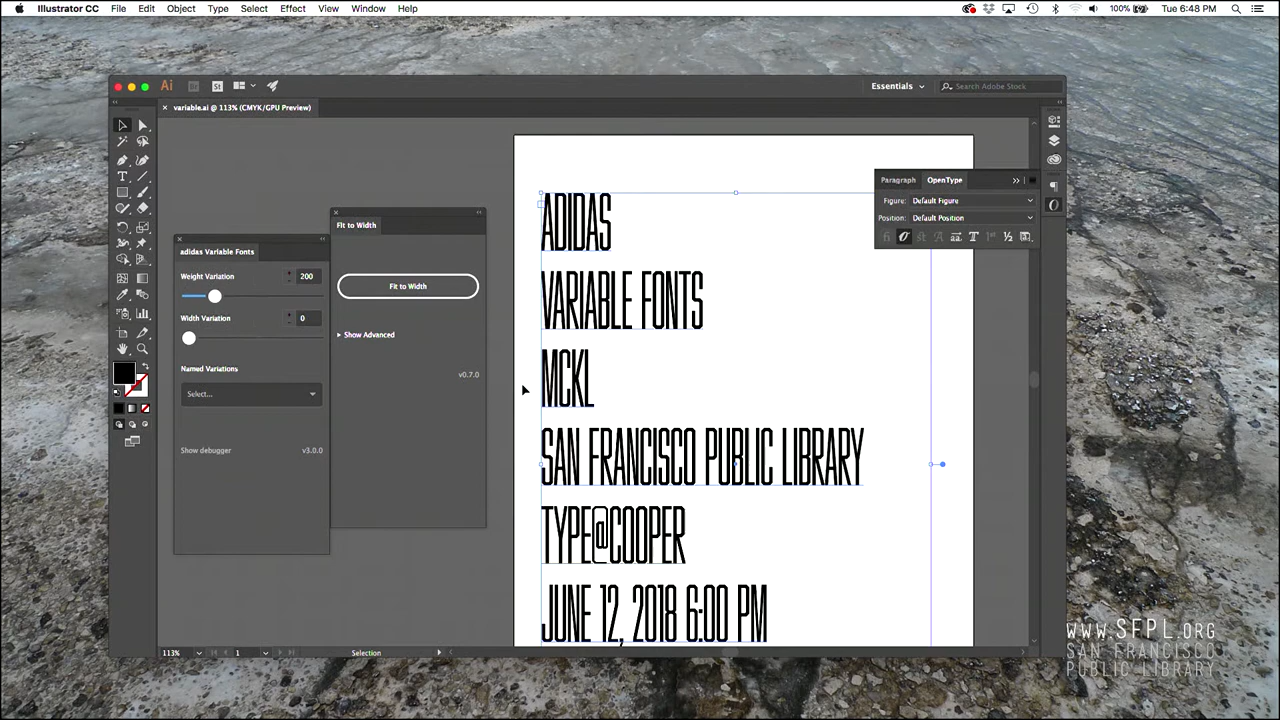 Illustrator CC File Edit Object Type Select Effect View Window Help 100% Tue 6:48 PM
Ai Br St Essentials Search Adobe Stock
variable.ai @ 113% (CMYK/GPU Preview)
Paragraph OpenType
Figure: Default Figure
Position: Default Position
Fit to Width
Fit to Width
Show Advanced
v0.7.0
adidas Variable Fonts
Weight Variation 200
Width Variation 0
Named Variations
Select...
Show debugger v3.0.0
ADIDAS
VARIABLE FONTS
MCKL
SAN FRANCISCO PUBLIC LIBRARY
TYPE@COOPER
JUNE 12, 2018 6:00 PM
113% 1 Selection
www.SFPL.org
SAN FRANCISCO
PUBLIC LIBRARY